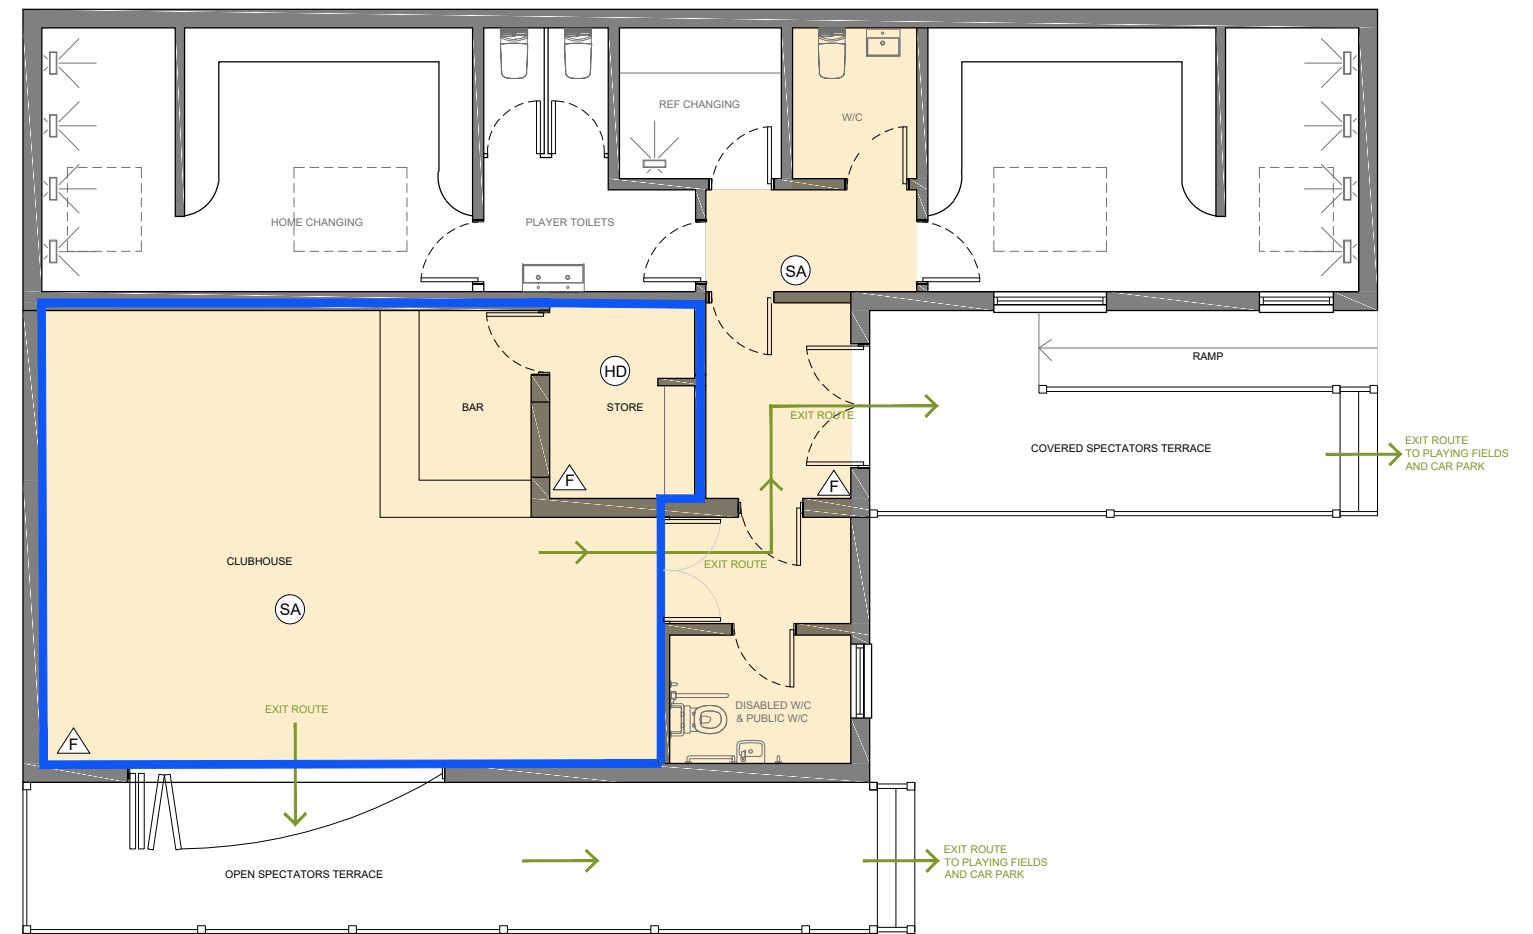 REF CHANGING
W/C
HOME CHANGING
PLAYER TOILETS
SA
HD
RAMP
BAR
STORE
EXIT ROUTE
COVERED SPECTATORS TERRACE
EXIT ROUTE
TO PLAYING FIELDS
AND CAR PARK
F
F
CLUBHOUSE
EXIT ROUTE
SA
EXIT ROUTE
DISABLED W/C
& PUBLIC W/C
F
EXIT ROUTE
TO PLAYING FIELDS
AND CAR PARK
OPEN SPECTATORS TERRACE